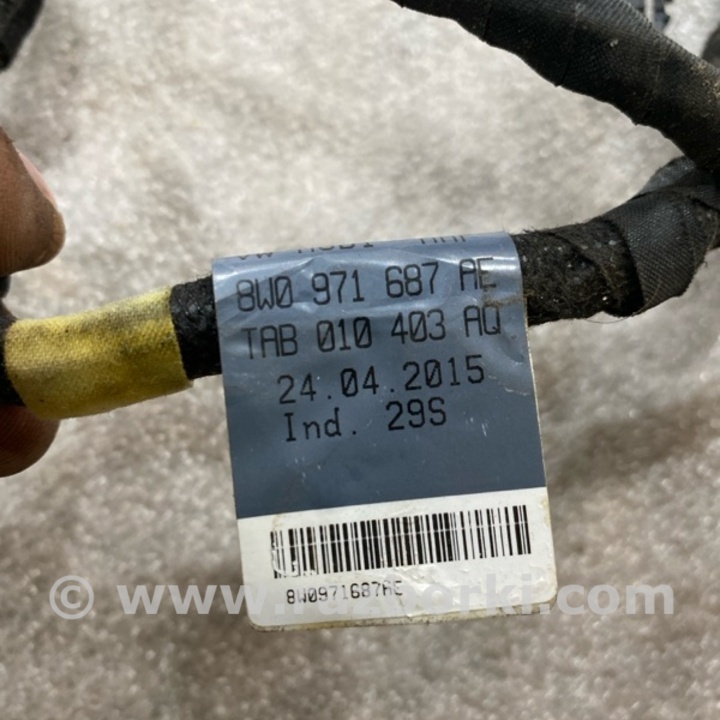 8W0 971 687 AE
TAB 010 403 AQ
24.04.2015
Ind. 29S
8W0971687AE